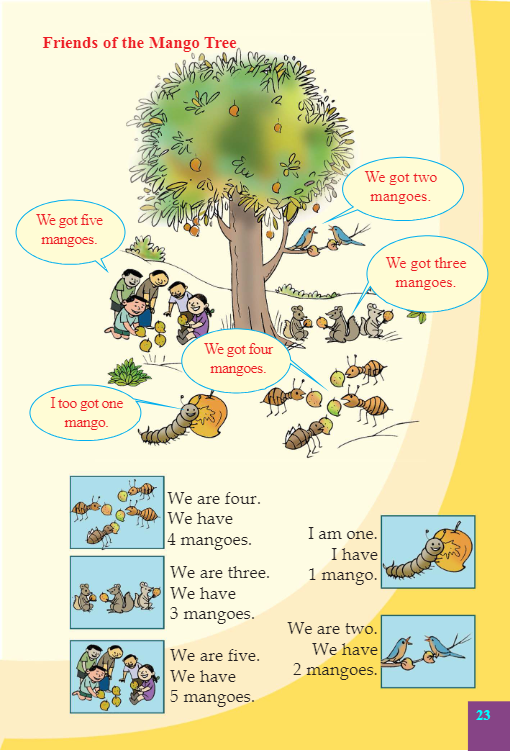 Friends of the Mango Tree
We got two
mangoes.
We got five
mangoes.
We got three
mangoes.
We got four
mangoes.
I too got one
mango.
We are four.
We have
4 mangoes.
We are three.
We have
3 mangoes.
We are five.
We have
5 mangoes.
I am one.
I have
1 mango.
We are two.
We have
2 mangoes.
23